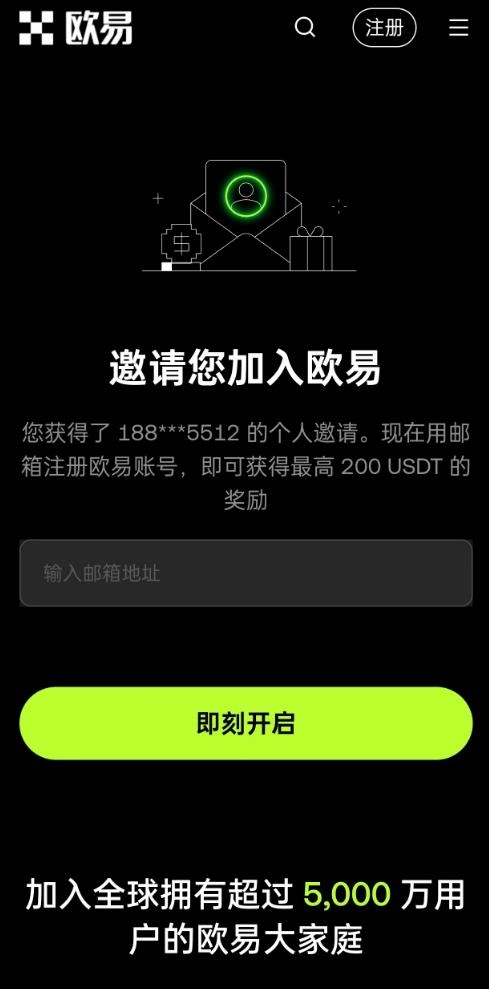 欧易
注册
$
邀请您加入欧易
您获得了 188***5512 的个人邀请。现在用邮
箱注册欧易账号，即可获得最高 200 USDT 的
奖励
输入邮箱地址
即刻开启
加入全球拥有超过 5,000 万用
户的欧易大家庭